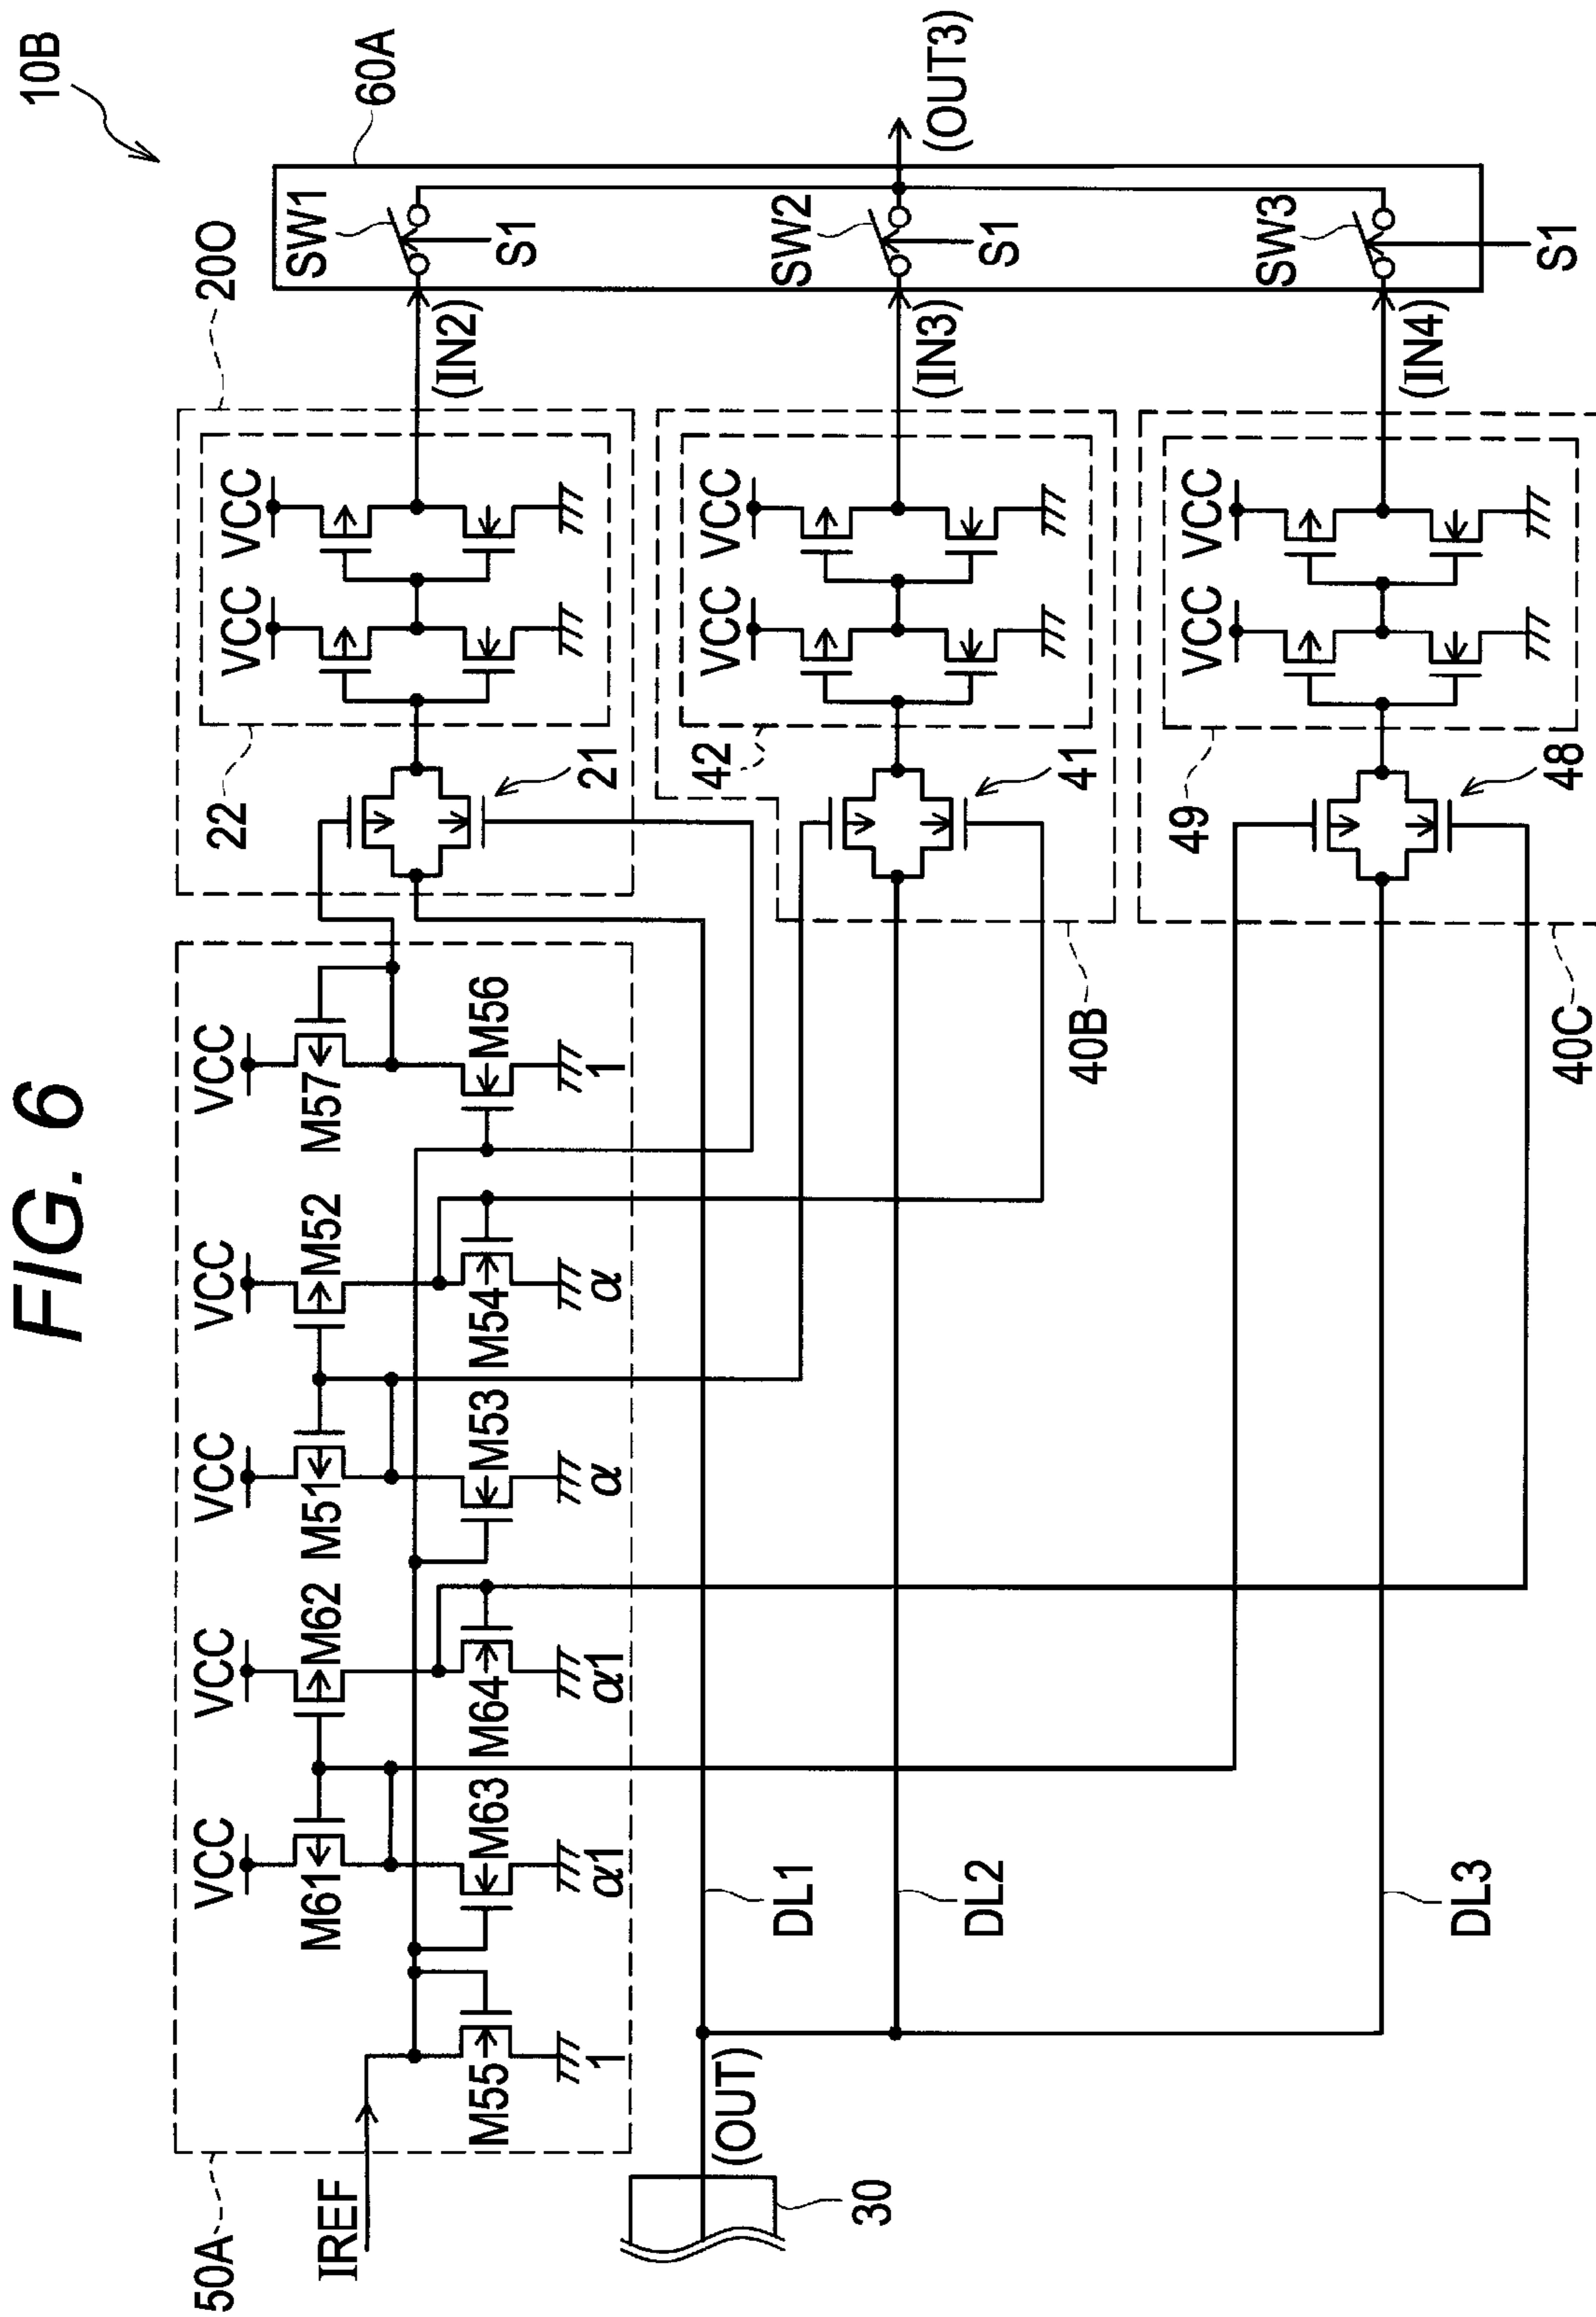 FIG. 6
10B
50A
VCC
VCC
VCC
VCC
VCC
200
VCC
VCC
60A
IREF
M61
M62
M51
M52
M57
22
SW1
M55
M63
M64
M53
M54
M56
21
(IN2)
S1
1
α1
α1
α
α
1
(OUT)
30
DL1
42
VCC
VCC
SW2
(IN3)
(OUT3)
DL2
40B
41
S1
49
VCC
VCC
SW3
(IN4)
DL3
40C
48
S1